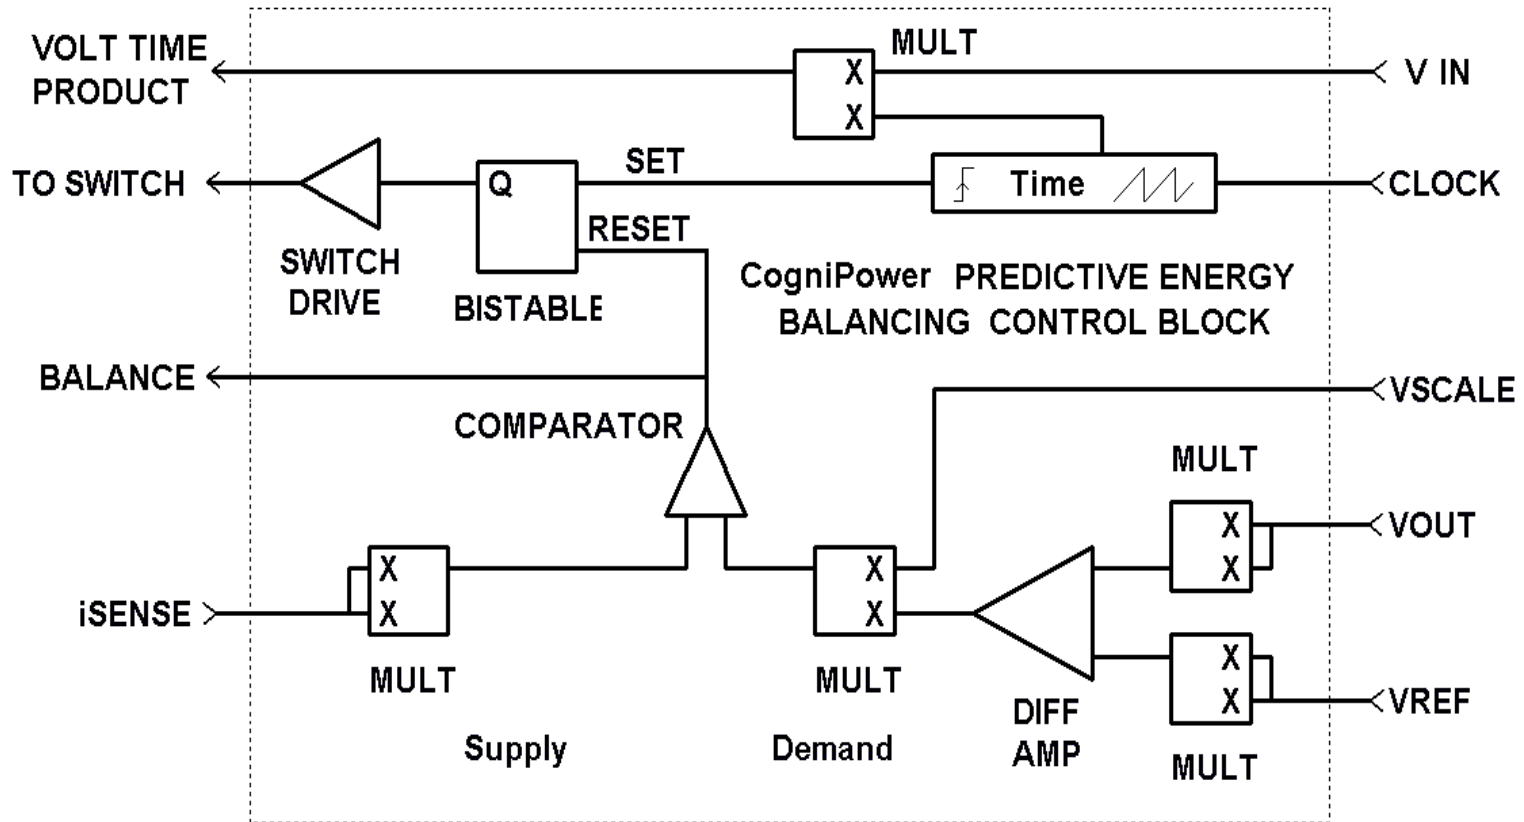 VOLT TIME
PRODUCT
MULT
X
X
V IN
TO SWITCH
Q
SET
Time
CLOCK
RESET
SWITCH
DRIVE
BISTABLE
CogniPower PREDICTIVE ENERGY
BALANCING CONTROL BLOCK
BALANCE
VSCALE
COMPARATOR
MULT
X
X
VOUT
iSENSE
X
X
MULT
X
X
MULT
DIFF
AMP
X
X
VREF
MULT
Supply
Demand